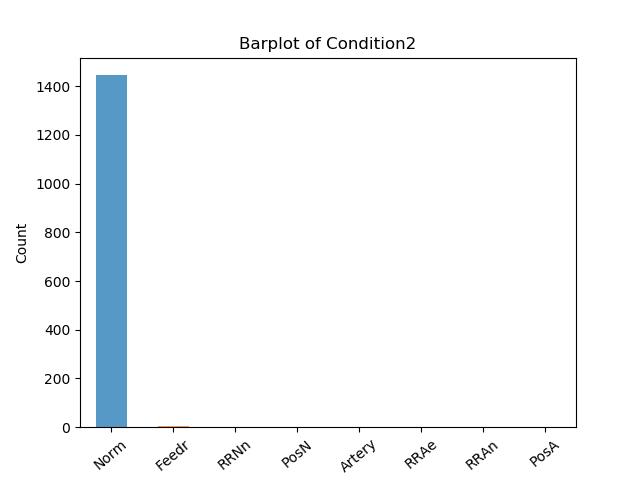 Barplot of Condition2
Count
1400
1200
1000
800
600
400
200
0
Norm
Feedr
RRNn
PosN
Artery
RRAe
RRAn
PosA